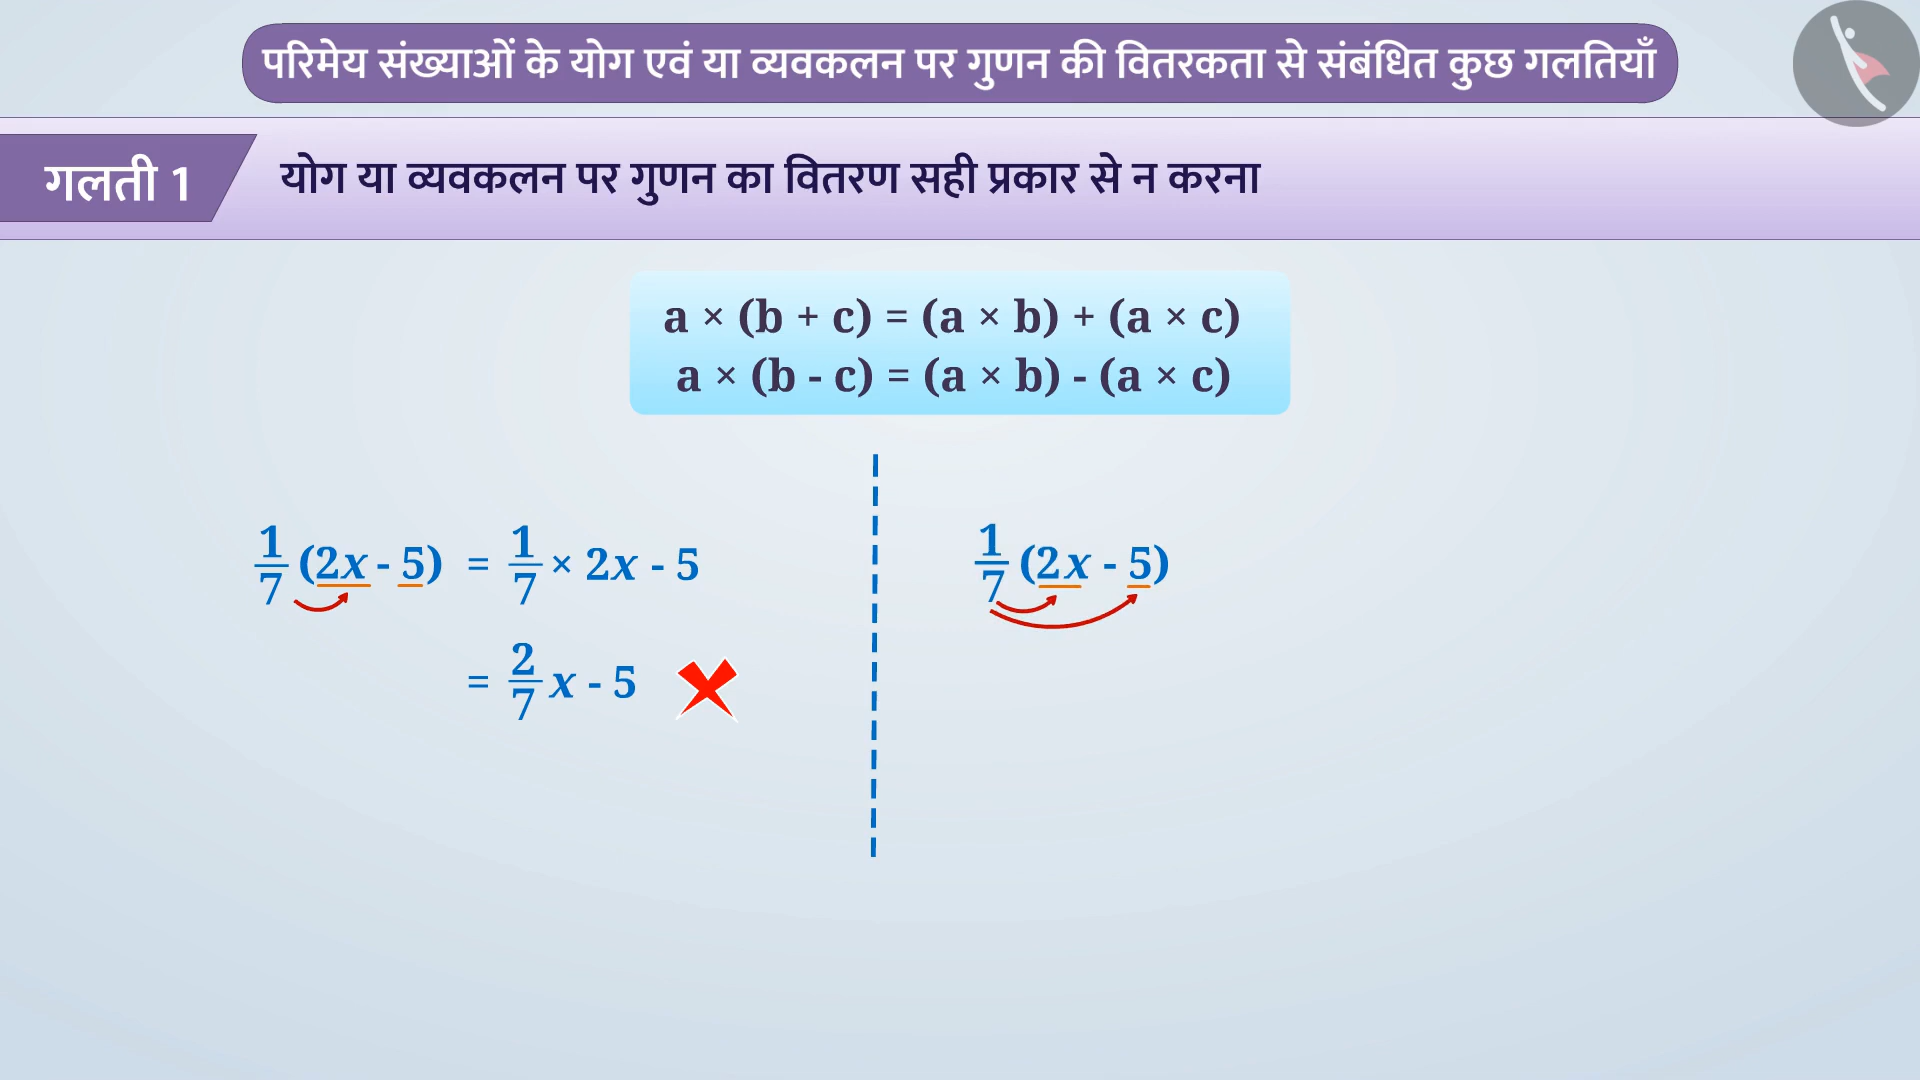 परिमेय संख्याओं के योग एवं या व्यवकलन पर गुणन की वितरकता से संबंधित कुछ गलतियाँ
गलती 1
योग या व्यवकलन पर गुणन का वितरण सही प्रकार से न करना
a × (b + c) = (a × b) + (a × c)
a × (b - c) = (a × b) - (a × c)
1/7 (2x - 5) = 1/7 × 2x - 5
= 2/7 x - 5
1/7 (2x - 5)